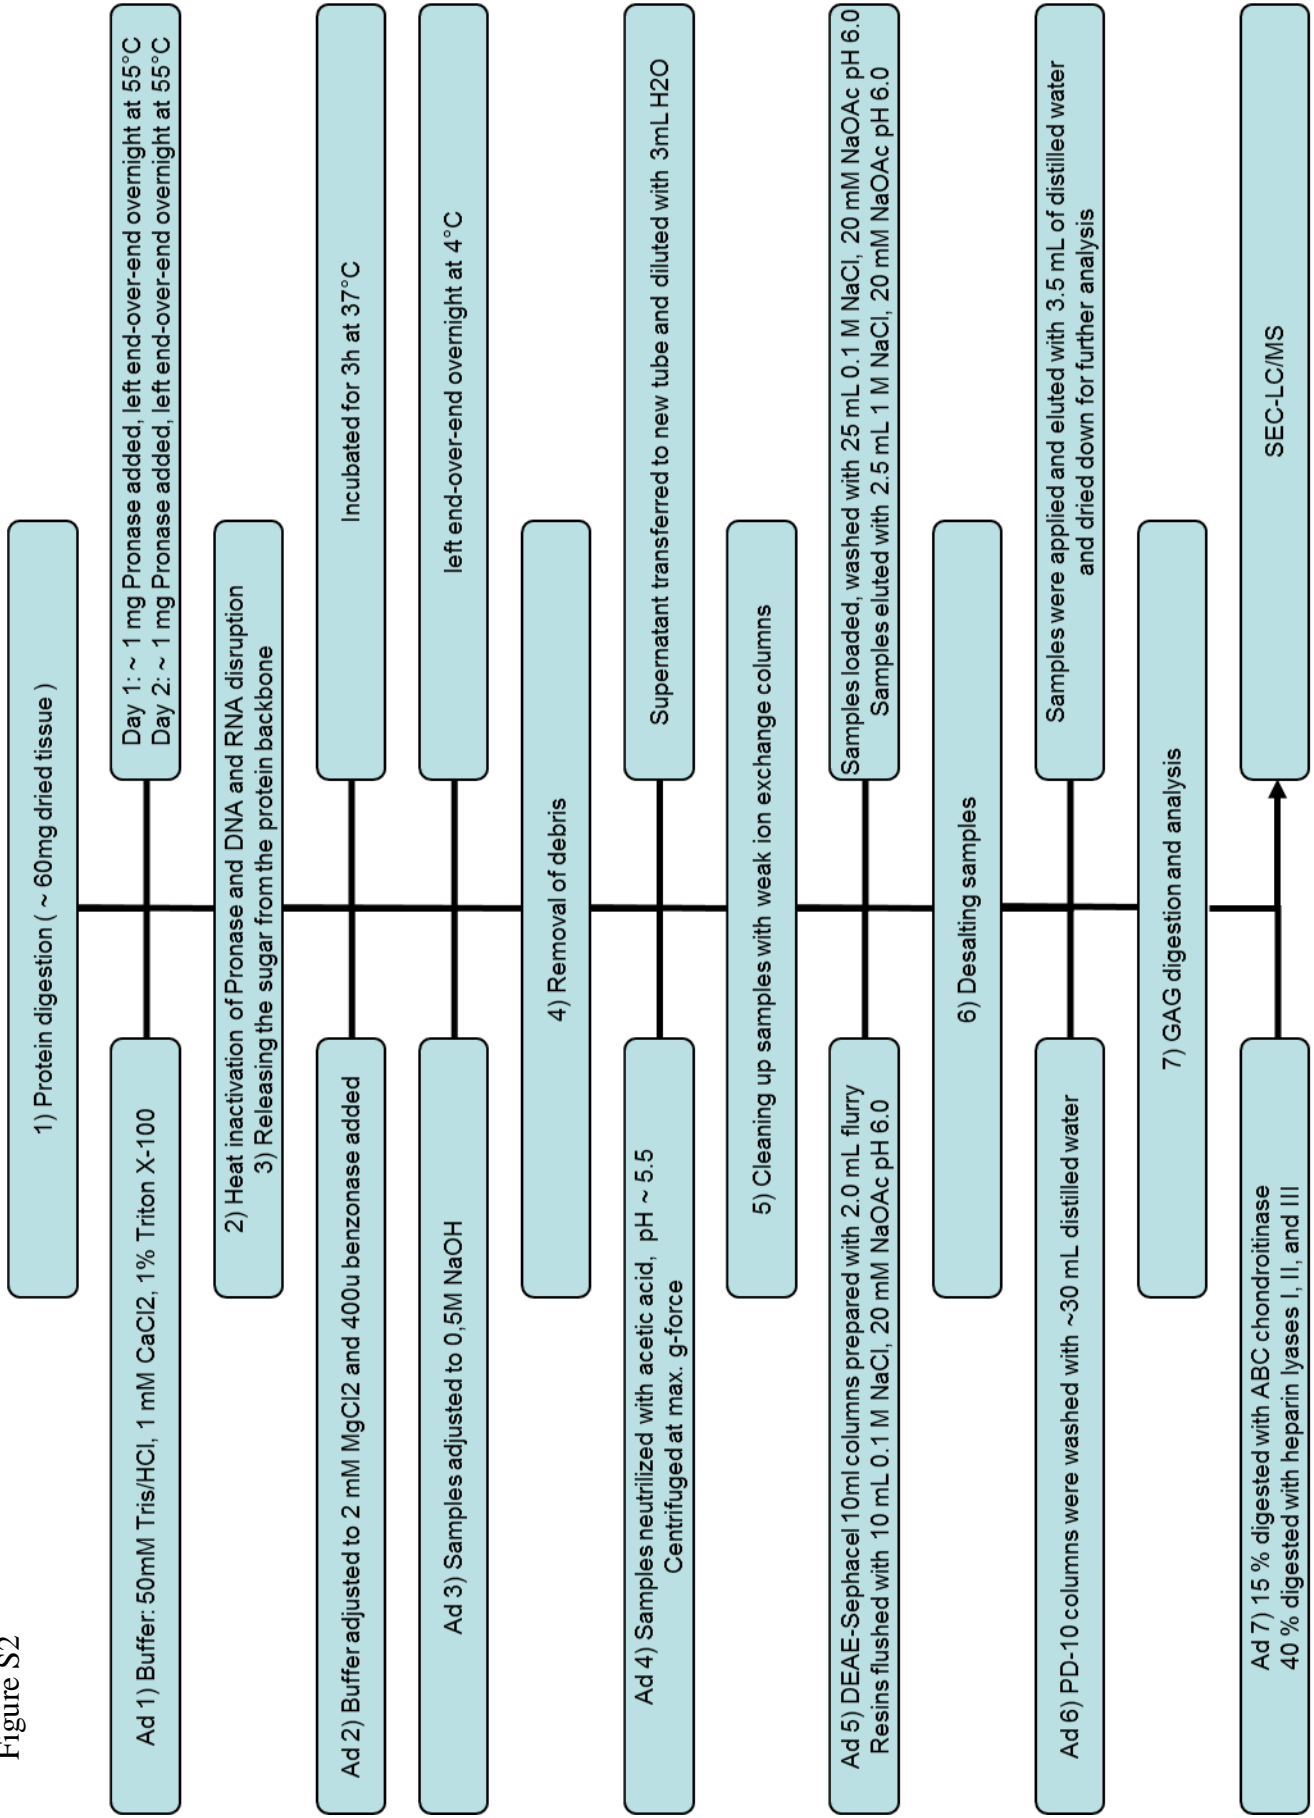 Figure S2
1) Protein digestion ( ~ 60mg dried tissue )
Ad 1) Buffer: 50mM Tris/HCl, 1 mM CaCl2, 1% Triton X-100
Day 1: ~ 1 mg Pronase added, left end-over-end overnight at 55°C
Day 2: ~ 1 mg Pronase added, left end-over-end overnight at 55°C
2) Heat inactivation of Pronase and DNA and RNA disruption
3) Releasing the sugar from the protein backbone
Ad 2) Buffer adjusted to 2 mM MgCl2 and 400u benzonase added
Incubated for 3h at 37°C
Ad 3) Samples adjusted to 0,5M NaOH
left end-over-end overnight at 4°C
4) Removal of debris
Ad 4) Samples neutrilized with acetic acid, pH ~ 5.5
Centrifuged at max. g-force
Supernatant transferred to new tube and diluted with 3mL H2O
5) Cleaning up samples with weak ion exchange columns
Ad 5) DEAE-Sephacel 10ml columns prepared with 2.0 mL flurry
Resins flushed with 10 mL 0.1 M NaCl, 20 mM NaOAc pH 6.0
Samples loaded, washed with 25 mL 0.1 M NaCl, 20 mM NaOAc pH 6.0
Samples eluted with 2.5 mL 1 M NaCl, 20 mM NaOAc pH 6.0
6) Desalting samples
Ad 6) PD-10 columns were washed with ~30 mL distilled water
Samples were applied and eluted with 3.5 mL of distilled water
and dried down for further analysis
7) GAG digestion and analysis
Ad 7) 15 % digested with ABC chondroitinase
40 % digested with heparin lyases I, II, and III
SEC-LC/MS